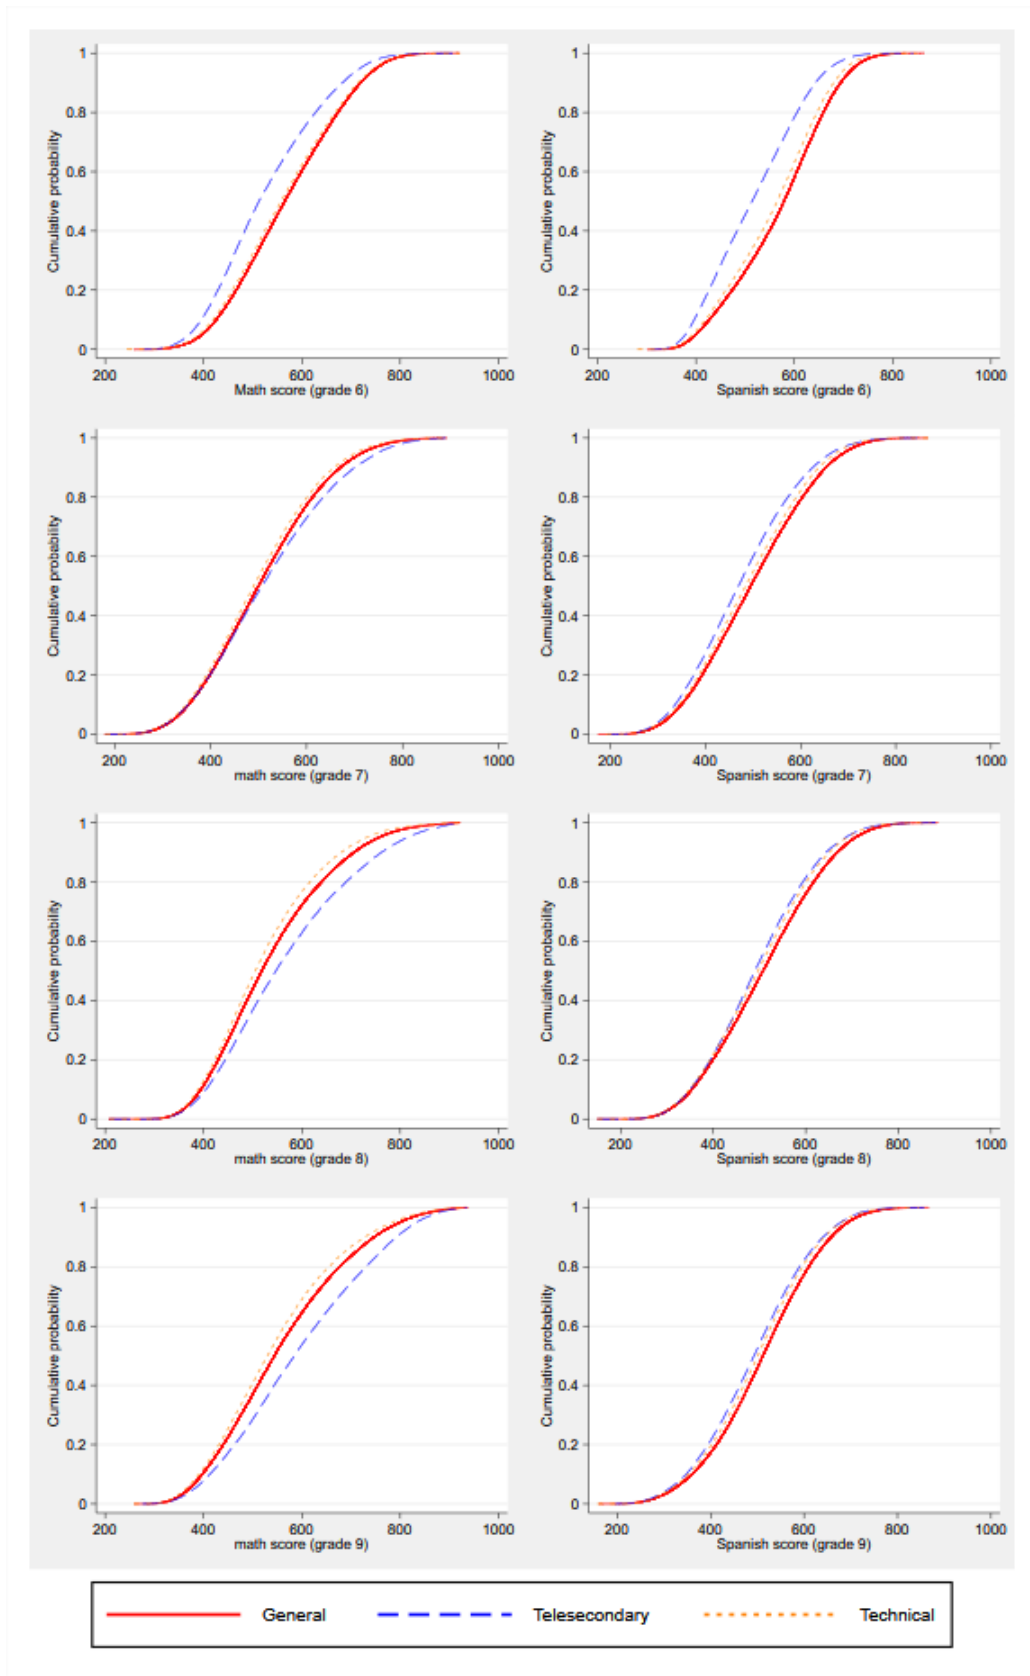 1
0.8
0.6
0.4
0.2
0
Cumulative probability
200 400 600 800 1000
Math score (grade 6)
1
0.8
0.6
0.4
0.2
0
Cumulative probability
200 400 600 800 1000
Spanish score (grade 6)
1
0.8
0.6
0.4
0.2
0
Cumulative probability
200 400 600 800 1000
math score (grade 7)
1
0.8
0.6
0.4
0.2
0
Cumulative probability
200 400 600 800 1000
Spanish score (grade 7)
1
0.8
0.6
0.4
0.2
0
Cumulative probability
200 400 600 800 1000
math score (grade 8)
1
0.8
0.6
0.4
0.2
0
Cumulative probability
200 400 600 800 1000
Spanish score (grade 8)
1
0.8
0.6
0.4
0.2
0
Cumulative probability
200 400 600 800 1000
math score (grade 9)
1
0.8
0.6
0.4
0.2
0
Cumulative probability
200 400 600 800 1000
Spanish score (grade 9)
General Telesecondary Technical